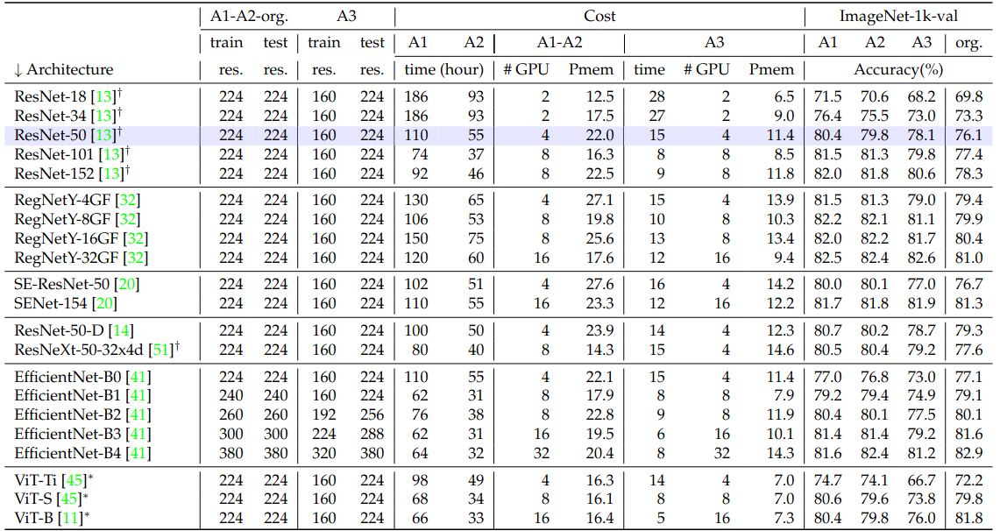 A1-A2-org. A3 Cost ImageNet-1k-val
train test train test A1 A2 A1-A2 A3 A1 A2 A3 org.
↓ Architecture res. res. res. res. time (hour) # GPU Pmem time # GPU Pmem Accuracy(%)
ResNet-18 [13]† 224 224 160 224 186 93 2 12.5 28 2 6.5 71.5 70.6 68.2 69.8
ResNet-34 [13]† 224 224 160 224 186 93 2 17.5 27 2 9.0 76.4 75.5 73.0 73.3
ResNet-50 [13]† 224 224 160 224 110 55 4 22.0 15 4 11.4 80.4 79.8 78.1 76.1
ResNet-101 [13]† 224 224 160 224 74 37 8 16.3 8 8 8.5 81.5 81.3 79.8 77.4
ResNet-152 [13]† 224 224 160 224 92 46 8 22.5 9 8 11.8 82.0 81.8 80.6 78.3
RegNetY-4GF [32] 224 224 160 224 130 65 4 27.1 15 4 13.9 81.5 81.3 79.0 79.4
RegNetY-8GF [32] 224 224 160 224 106 53 8 19.8 10 8 10.3 82.2 82.1 81.1 79.9
RegNetY-16GF [32] 224 224 160 224 150 75 8 25.6 13 8 13.4 82.0 82.2 81.7 80.4
RegNetY-32GF [32] 224 224 160 224 120 60 16 17.6 12 16 9.4 82.5 82.4 82.6 81.0
SE-ResNet-50 [20] 224 224 160 224 102 51 4 27.6 16 4 14.2 80.0 80.1 77.0 76.7
SENet-154 [20] 224 224 160 224 110 55 16 23.3 12 16 12.2 81.7 81.8 81.9 81.3
ResNet-50-D [14] 224 224 160 224 100 50 4 23.9 14 4 12.3 80.7 80.2 78.7 79.3
ResNeXt-50-32x4d [51]† 224 224 160 224 80 40 8 14.3 15 4 14.6 80.5 80.4 79.2 77.6
EfficientNet-B0 [41] 224 224 160 224 110 55 4 22.1 15 4 11.4 77.0 76.8 73.0 77.1
EfficientNet-B1 [41] 240 240 160 224 62 31 8 17.9 8 8 7.9 79.2 79.4 74.9 79.1
EfficientNet-B2 [41] 260 260 192 256 76 38 8 22.8 9 8 11.9 80.4 80.1 77.5 80.1
EfficientNet-B3 [41] 300 300 224 288 62 31 16 19.5 6 16 10.1 81.4 81.4 79.2 81.6
EfficientNet-B4 [41] 380 380 320 380 64 32 32 20.4 8 32 14.3 81.6 82.4 81.2 82.9
ViT-Ti [45]* 224 224 160 224 98 49 4 16.3 14 4 7.0 74.7 74.1 66.7 72.2
ViT-S [45]* 224 224 160 224 68 34 8 16.1 8 8 7.0 80.6 79.6 73.8 79.8
ViT-B [11]* 224 224 160 224 66 33 16 16.4 5 16 7.3 80.4 79.8 76.0 81.8